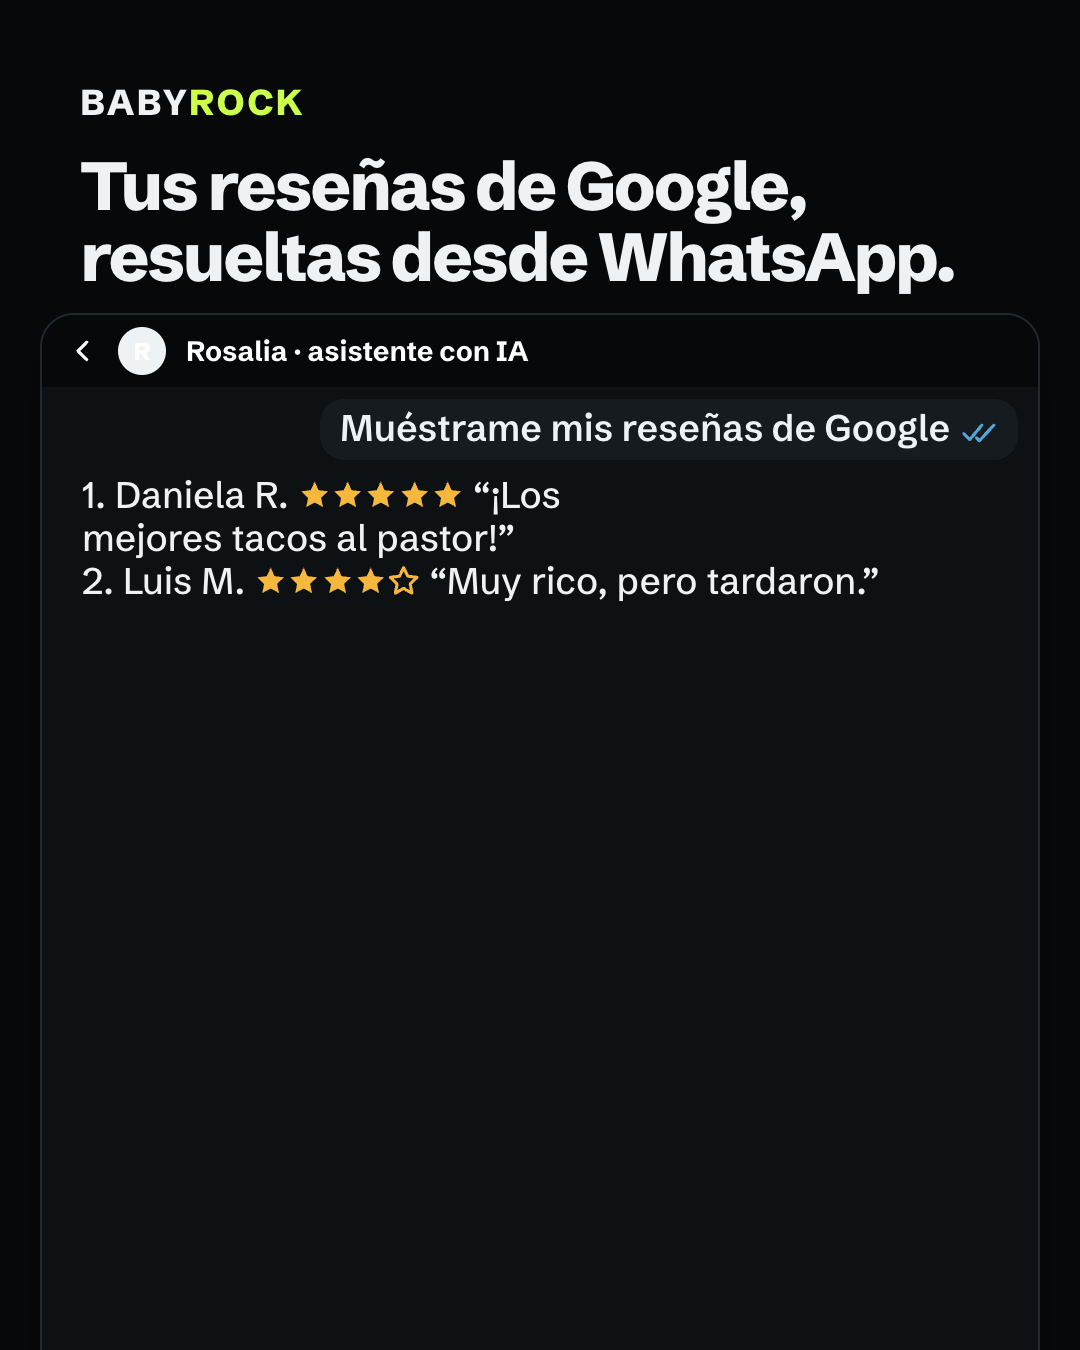 BABYROCK
Tus reseñas de Google,
resueltas desde WhatsApp.
R
Rosalia · asistente con IA
Muéstrame mis reseñas de Google
1. Daniela R. ★★★★★ “¡Los
mejores tacos al pastor!”
2. Luis M. ★★★★☆ “Muy rico, pero tardaron.”